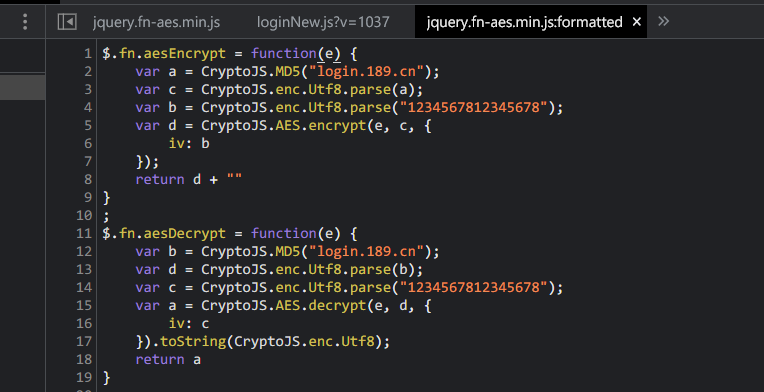 jquery.fn-aes.min.js loginNew.js?v=1037 jquery.fn-aes.min.js:formatted × »
1 $.fn.aesEncrypt = function(e) {
2 var a = CryptoJS.MD5("login.189.cn");
3 var c = CryptoJS.enc.Utf8.parse(a);
4 var b = CryptoJS.enc.Utf8.parse("1234567812345678");
5 var d = CryptoJS.AES.encrypt(e, c, {
6 iv: b
7 });
8 return d + ""
9 }
10 ;
11 $.fn.aesDecrypt = function(e) {
12 var b = CryptoJS.MD5("login.189.cn");
13 var d = CryptoJS.enc.Utf8.parse(b);
14 var c = CryptoJS.enc.Utf8.parse("1234567812345678");
15 var a = CryptoJS.AES.decrypt(e, d, {
16 iv: c
17 }).toString(CryptoJS.enc.Utf8);
18 return a
19 }